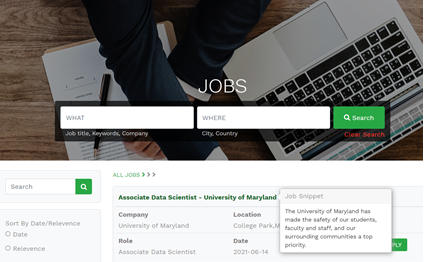 JOBS
WHAT
WHERE
Search
Job title, Keywords, Company
City, Country
Clear Search
ALL JOBS
Search
Associate Data Scientist - University of Maryland
Job Snippet
The University of Maryland has
made the safety of our students,
faculty and staff, and our
surrounding communities a top
priority.
Company
Location
University of Maryland
College Park,M
Sort By Date/Relevence
Date
Relevence
Role
Date
Associate Data Scientist
2021-06-14